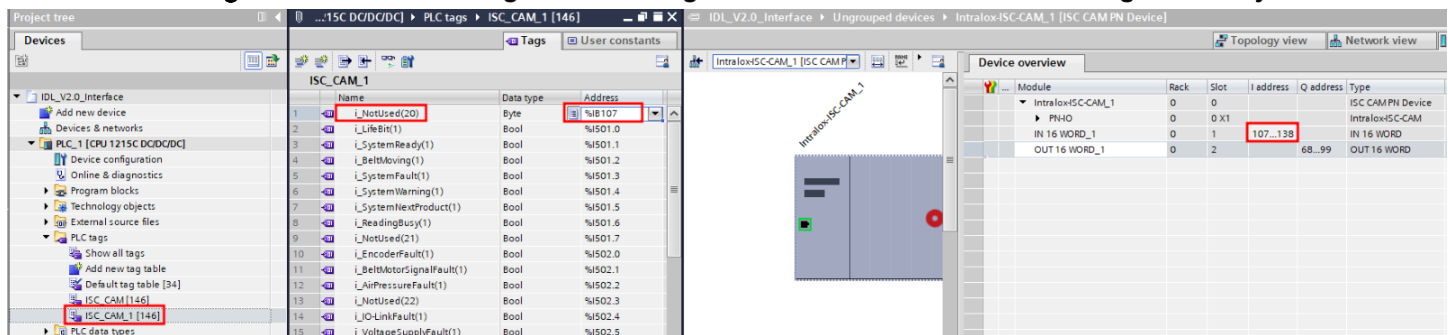 Project tree
Devices
IDL_V2.0_Interface
Add new device
Devices & networks
PLC_1 [CPU 1215C DC/DC/DC]
Device configuration
Online & diagnostics
Program blocks
Technology objects
External source files
PLC tags
Show all tags
Add new tag table
Default tag table [34]
ISC_CAM [146]
ISC_CAM_1 [146]
PLC data types
...'15C DC/DC/DC] ▸ PLC tags ▸ ISC_CAM_1 [146]
Tags User constants
ISC_CAM_1
Name Data type Address
1 i_NotUsed(20) Byte %IB107
2 i_LifeBit(1) Bool %I501.0
3 i_SystemReady(1) Bool %I501.1
4 i_BeltMoving(1) Bool %I501.2
5 i_SystemFault(1) Bool %I501.3
6 i_SystemWarning(1) Bool %I501.4
7 i_SystemNextProduct(1) Bool %I501.5
8 i_ReadingBusy(1) Bool %I501.6
9 i_NotUsed(21) Bool %I501.7
10 i_EncoderFault(1) Bool %I502.0
11 i_BeltMotorSignalFault(1) Bool %I502.1
12 i_AirPressureFault(1) Bool %I502.2
13 i_NotUsed(22) Bool %I502.3
14 i_IO-LinkFault(1) Bool %I502.4
15 i_VoltageSupplyFault(1) Bool %I502.5
IDL_V2.0_Interface ▸ Ungrouped devices ▸ Intralox-ISC-CAM_1 [ISC CAM PN Device]
Topology view Network view
Intralox-ISC-CAM_1 [ISC CAM P
Intralox-ISC-CAM_1
Device overview
... Module Rack Slot I address Q address Type
Intralox-ISC-CAM_1 0 0 ISC CAM PN Device
PN-IO 0 0 X1 Intralox-ISC-CAM
IN 16 WORD_1 0 1 107...138 IN 16 WORD
OUT 16 WORD_1 0 2 68...99 OUT 16 WORD